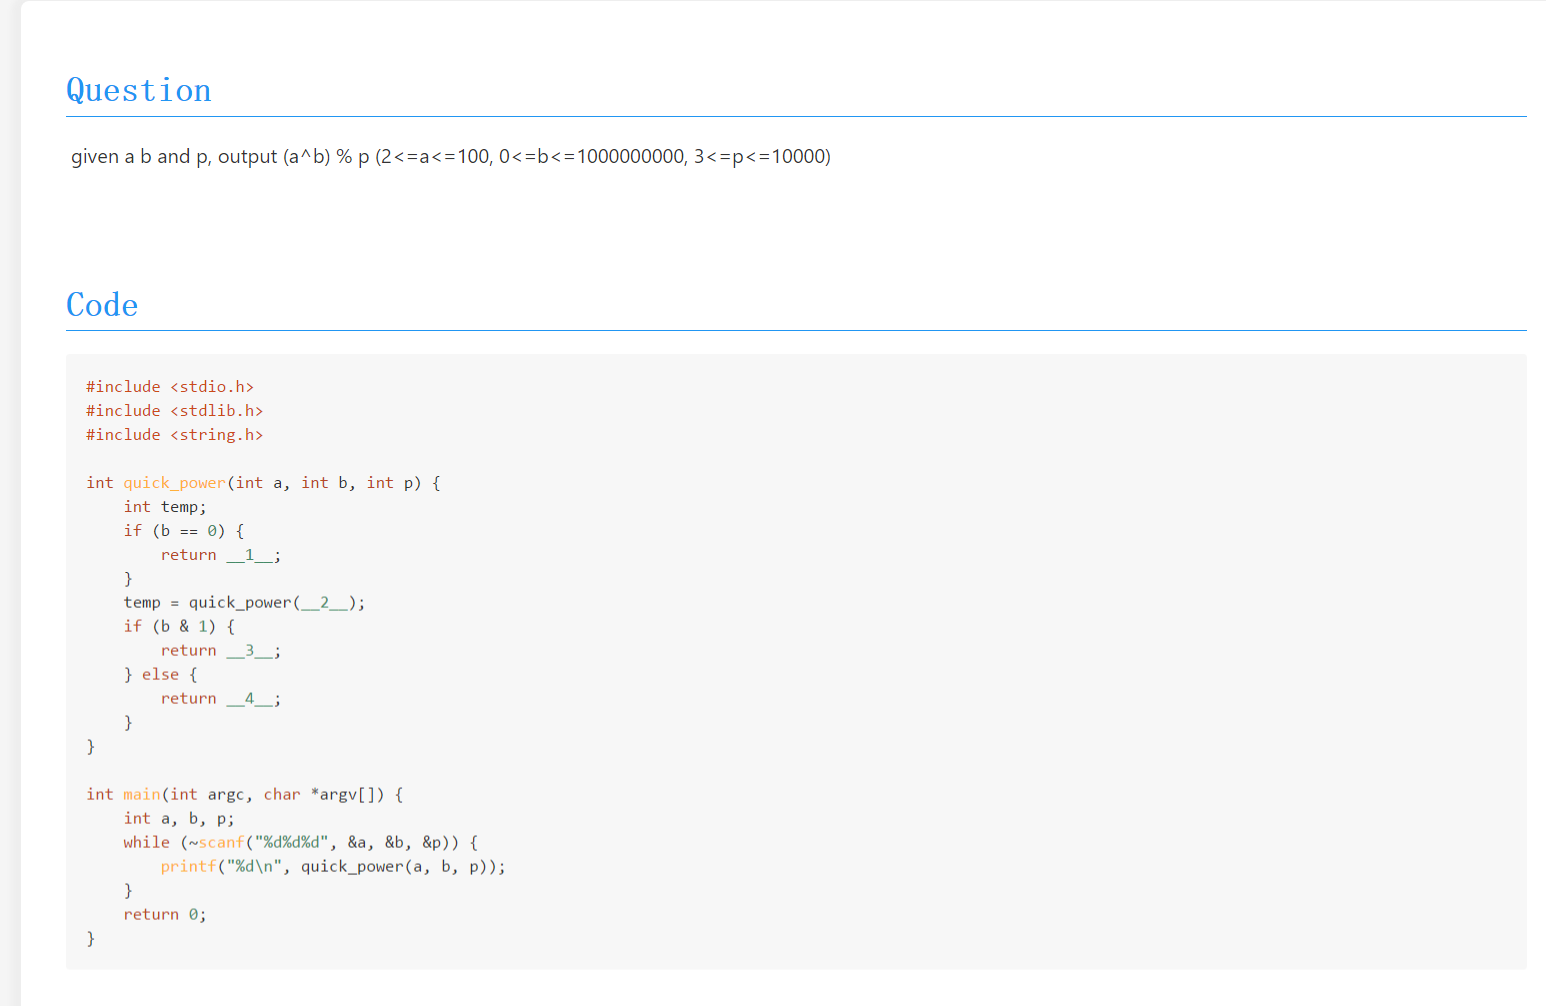 Question
given a b and p, output (a^b) % p (2<=a<=100, 0<=b<=1000000000, 3<=p<=10000)
Code
#include <stdio.h>
#include <stdlib.h>
#include <string.h>
int quick_power(int a, int b, int p) {
    int temp;
    if (b == 0) {
        return __1__;
    }
    temp = quick_power(__2__);
    if (b & 1) {
        return __3__;
    } else {
        return __4__;
    }
}
int main(int argc, char *argv[]) {
    int a, b, p;
    while (~scanf("%d%d%d", &a, &b, &p)) {
        printf("%d\n", quick_power(a, b, p));
    }
    return 0;
}